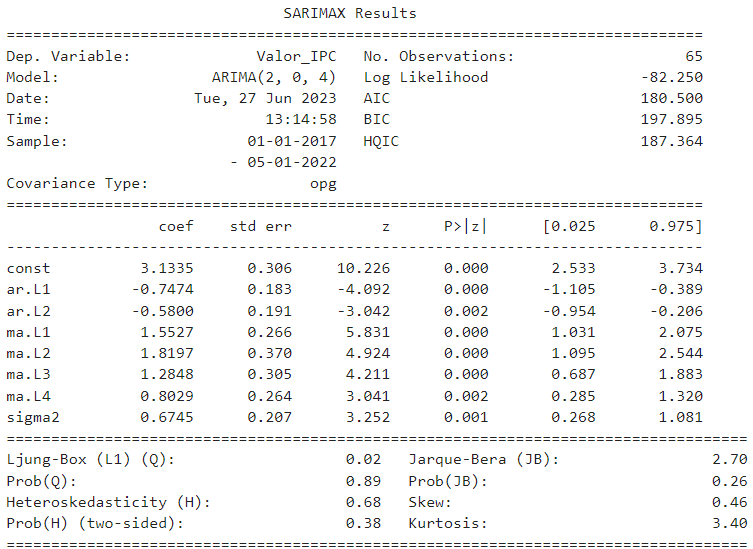 SARIMAX Results
==============================================================================
Dep. Variable:              Valor_IPC   No. Observations:                   65
Model:                 ARIMA(2, 0, 4)   Log Likelihood                 -82.250
Date:                Tue, 27 Jun 2023   AIC                            180.500
Time:                        13:14:58   BIC                            197.895
Sample:                    01-01-2017   HQIC                           187.364
                         - 05-01-2022
Covariance Type:                  opg
==============================================================================
                 coef    std err          z      P>|z|      [0.025      0.975]
------------------------------------------------------------------------------
const          3.1335      0.306     10.226      0.000       2.533       3.734
ar.L1         -0.7474      0.183     -4.092      0.000      -1.105      -0.389
ar.L2         -0.5800      0.191     -3.042      0.002      -0.954      -0.206
ma.L1          1.5527      0.266      5.831      0.000       1.031       2.075
ma.L2          1.8197      0.370      4.924      0.000       1.095       2.544
ma.L3          1.2848      0.305      4.211      0.000       0.687       1.883
ma.L4          0.8029      0.264      3.041      0.002       0.285       1.320
sigma2         0.6745      0.207      3.252      0.001       0.268       1.081
===================================================================================
Ljung-Box (L1) (Q):                   0.02   Jarque-Bera (JB):                 2.70
Prob(Q):                              0.89   Prob(JB):                         0.26
Heteroskedasticity (H):               0.68   Skew:                             0.46
Prob(H) (two-sided):                  0.38   Kurtosis:                         3.40
===================================================================================